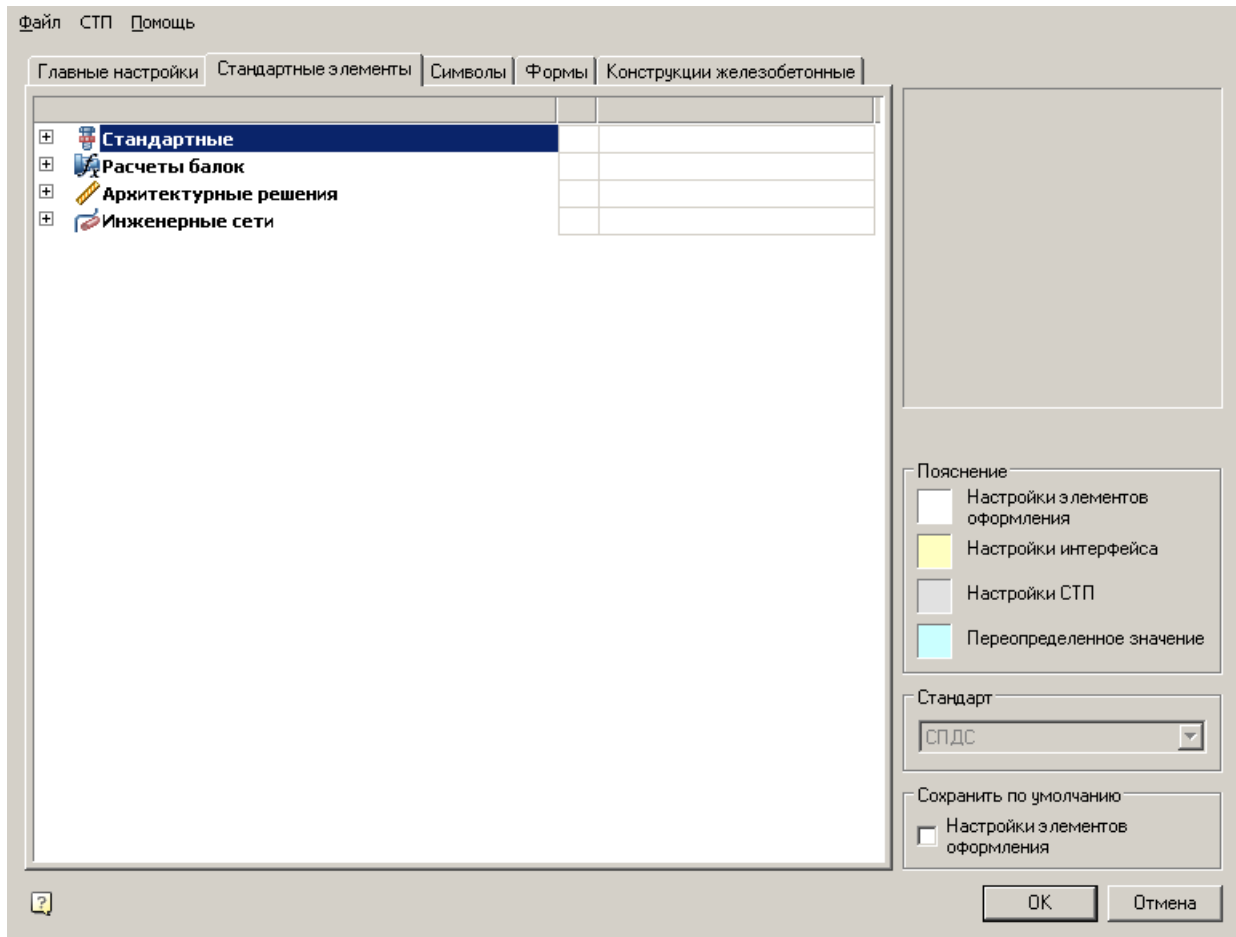 Файл СТП Помощь
Главные настройки Стандартные элементы Символы Формы Конструкции железобетонные
Стандартные
Расчеты балок
Архитектурные решения
Инженерные сети
Пояснение
Настройки элементов
оформления
Настройки интерфейса
Настройки СТП
Переопределенное значение
Стандарт
СПДС
Сохранить по умолчанию
Настройки элементов
оформления
?
OK Отмена